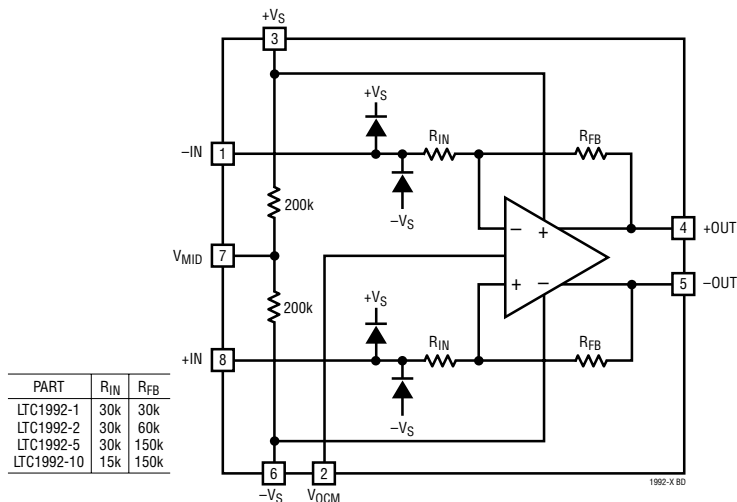 +VS
3
+VS
−IN
1
RIN
RFB
−VS
200k
− +
4
+OUT
VMID
7
+ −
5
−OUT
200k
+VS
+IN
8
RIN
RFB
−VS
PART RIN RFB
LTC1992-1 30k 30k
LTC1992-2 30k 60k
LTC1992-5 30k 150k
LTC1992-10 15k 150k
6
2
1992-X BD
−VS
VOCM